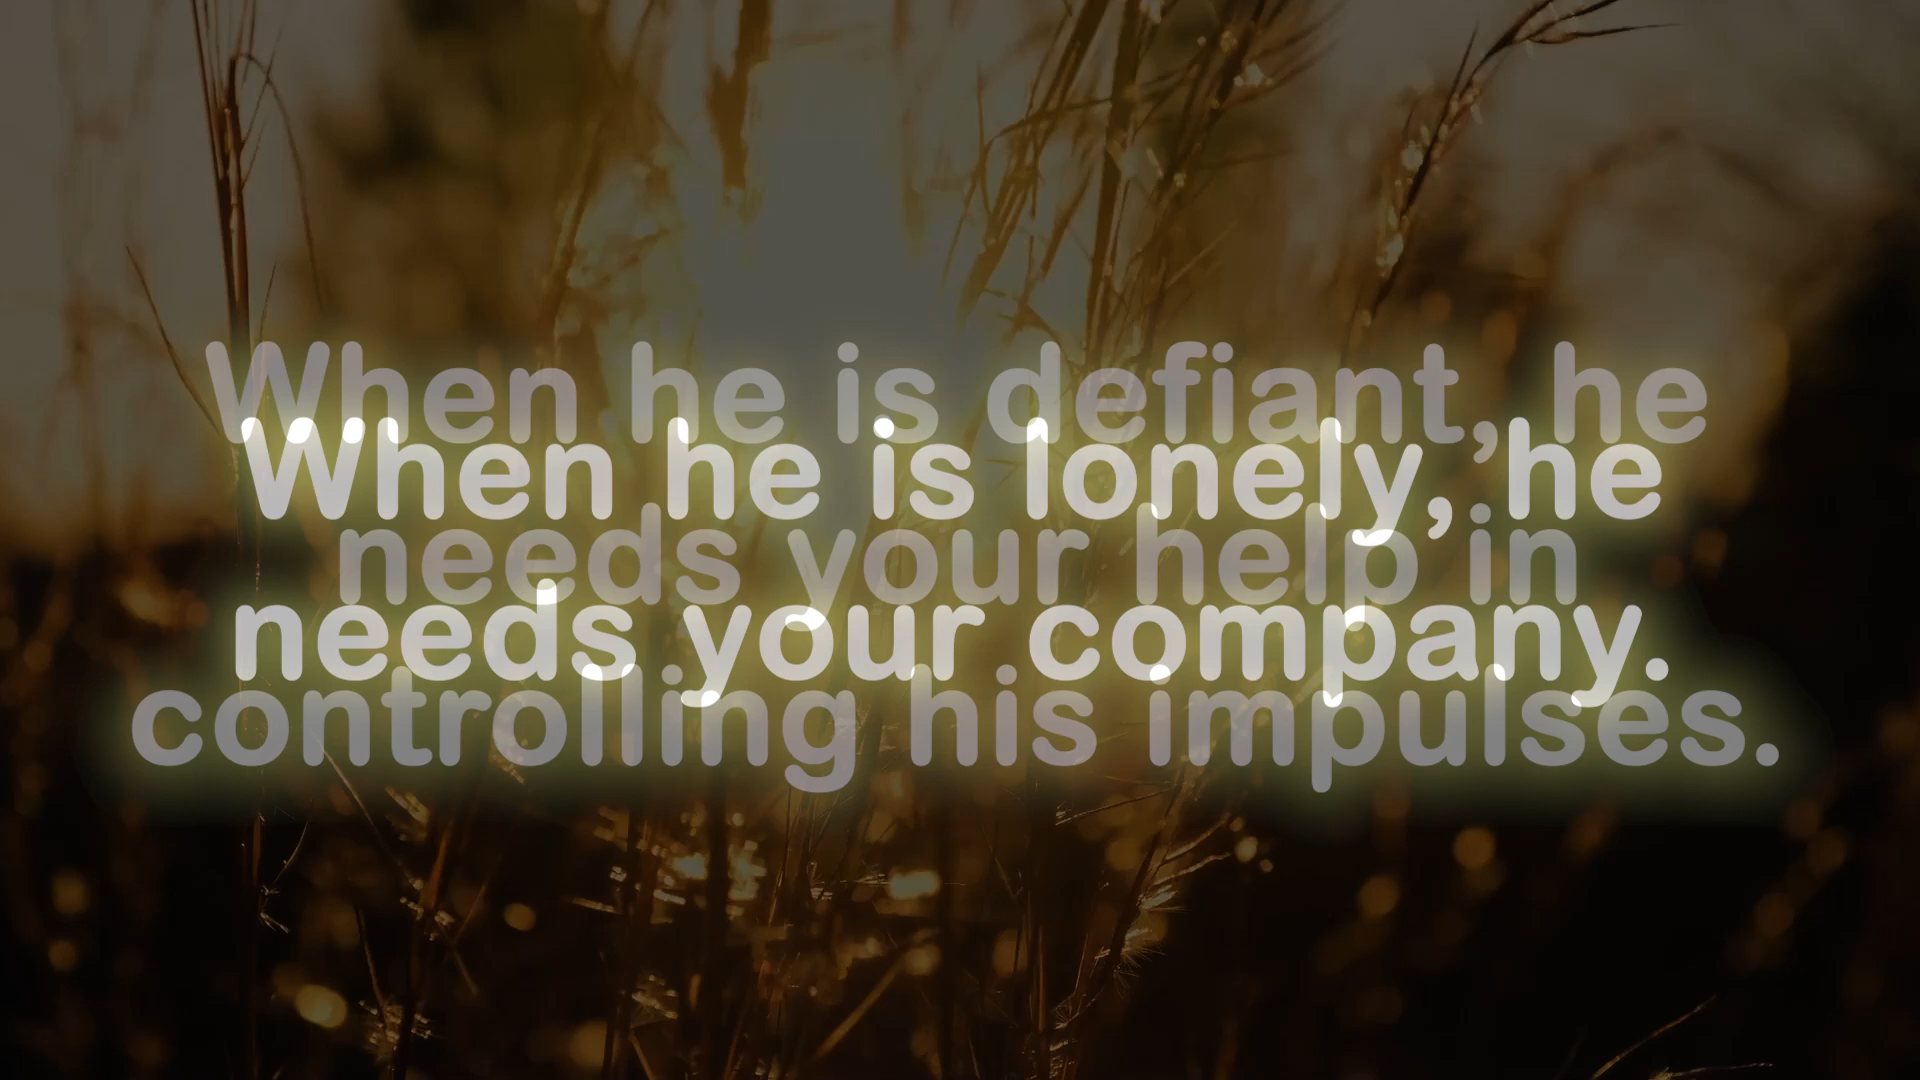 When he is defiant, he
needs your help in
controlling his impulses.
When he is lonely, he
needs your company.